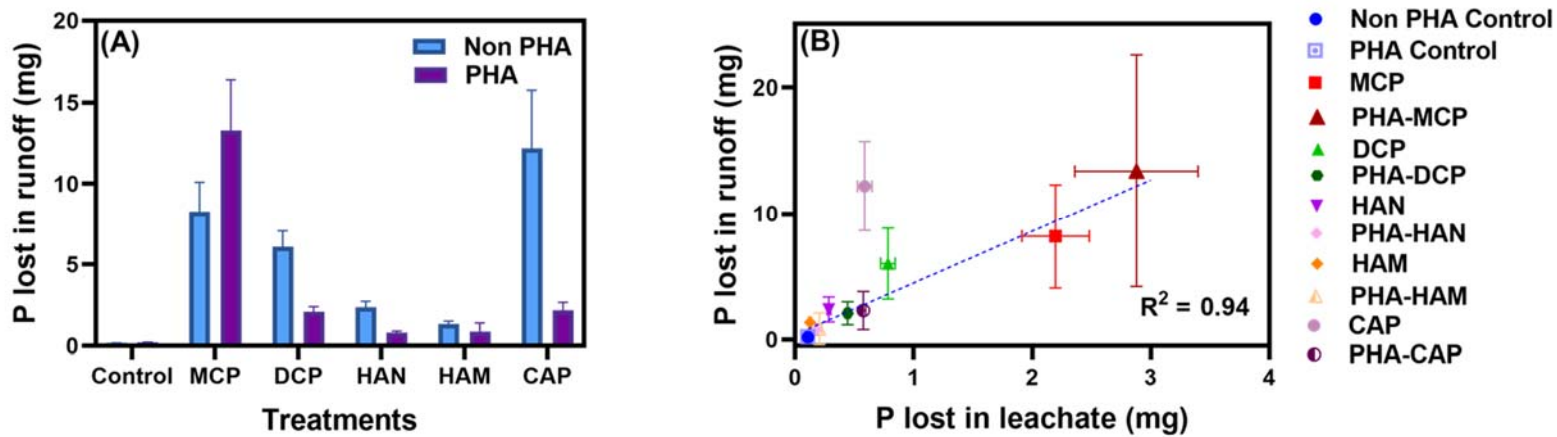 (A)
P lost in runoff (mg)
20
15
10
5
0
Non PHA
PHA
Control MCP DCP HAN HAM CAP
Treatments
(B)
P lost in runoff (mg)
20
10
0
R² = 0.94
0 1 2 3 4
P lost in leachate (mg)
Non PHA Control
PHA Control
MCP
PHA-MCP
DCP
PHA-DCP
HAN
PHA-HAN
HAM
PHA-HAM
CAP
PHA-CAP